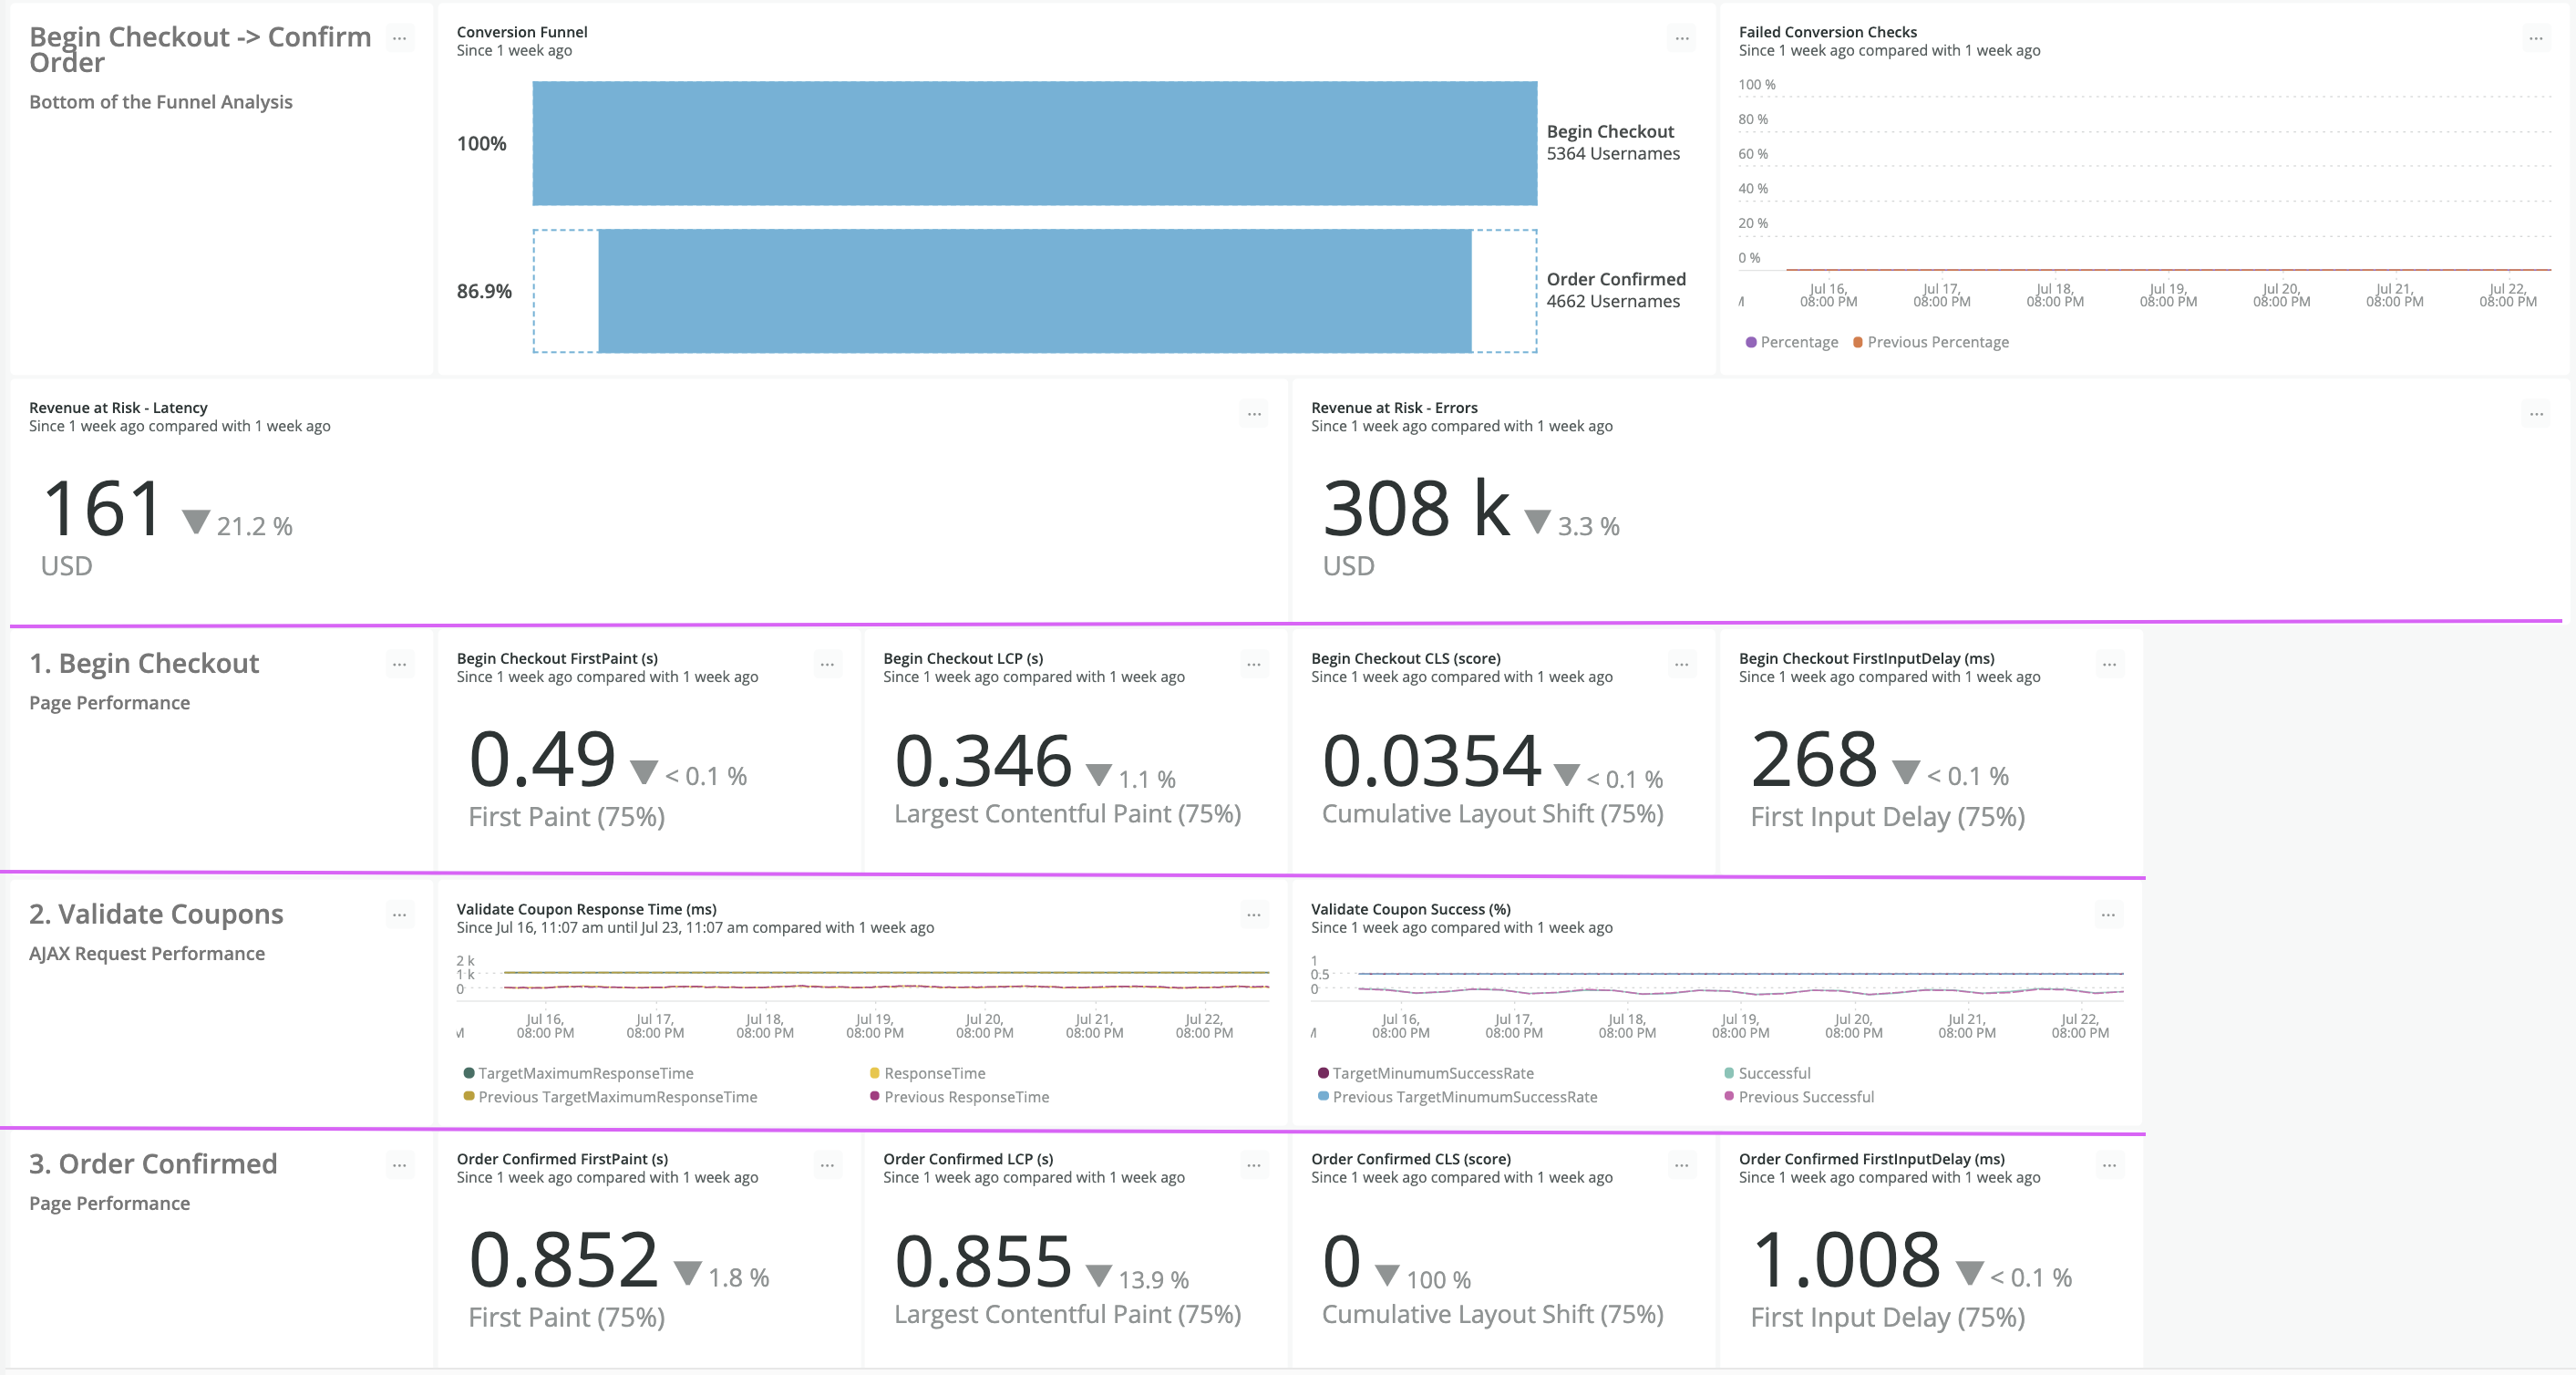 Begin Checkout -> Confirm
Order
Bottom of the Funnel Analysis
Conversion Funnel
Since 1 week ago
100%
Begin Checkout
5364 Usernames
86.9%
Order Confirmed
4662 Usernames
Failed Conversion Checks
Since 1 week ago compared with 1 week ago
100 %
80 %
60 %
40 %
20 %
0 %
Jul 16, 08:00 PM
Jul 17, 08:00 PM
Jul 18, 08:00 PM
Jul 19, 08:00 PM
Jul 20, 08:00 PM
Jul 21, 08:00 PM
Jul 22, 08:00 PM
Percentage
Previous Percentage
Revenue at Risk - Latency
Since 1 week ago compared with 1 week ago
161 21.2 %
USD
Revenue at Risk - Errors
Since 1 week ago compared with 1 week ago
308 k 3.3 %
USD
1. Begin Checkout
Page Performance
Begin Checkout FirstPaint (s)
Since 1 week ago compared with 1 week ago
0.49 < 0.1 %
First Paint (75%)
Begin Checkout LCP (s)
Since 1 week ago compared with 1 week ago
0.346 1.1 %
Largest Contentful Paint (75%)
Begin Checkout CLS (score)
Since 1 week ago compared with 1 week ago
0.0354 < 0.1 %
Cumulative Layout Shift (75%)
Begin Checkout FirstInputDelay (ms)
Since 1 week ago compared with 1 week ago
268 < 0.1 %
First Input Delay (75%)
2. Validate Coupons
AJAX Request Performance
Validate Coupon Response Time (ms)
Since Jul 16, 11:07 am until Jul 23, 11:07 am compared with 1 week ago
2 k
1 k
0
Jul 16, 08:00 PM
Jul 17, 08:00 PM
Jul 18, 08:00 PM
Jul 19, 08:00 PM
Jul 20, 08:00 PM
Jul 21, 08:00 PM
Jul 22, 08:00 PM
TargetMaximumResponseTime
ResponseTime
Previous TargetMaximumResponseTime
Previous ResponseTime
Validate Coupon Success (%)
Since 1 week ago compared with 1 week ago
1
0.5
0
Jul 16, 08:00 PM
Jul 17, 08:00 PM
Jul 18, 08:00 PM
Jul 19, 08:00 PM
Jul 20, 08:00 PM
Jul 21, 08:00 PM
Jul 22, 08:00 PM
TargetMinumumSuccessRate
Successful
Previous TargetMinumumSuccessRate
Previous Successful
3. Order Confirmed
Page Performance
Order Confirmed FirstPaint (s)
Since 1 week ago compared with 1 week ago
0.852 1.8 %
First Paint (75%)
Order Confirmed LCP (s)
Since 1 week ago compared with 1 week ago
0.855 13.9 %
Largest Contentful Paint (75%)
Order Confirmed CLS (score)
Since 1 week ago compared with 1 week ago
0 100 %
Cumulative Layout Shift (75%)
Order Confirmed FirstInputDelay (ms)
Since 1 week ago compared with 1 week ago
1.008 < 0.1 %
First Input Delay (75%)